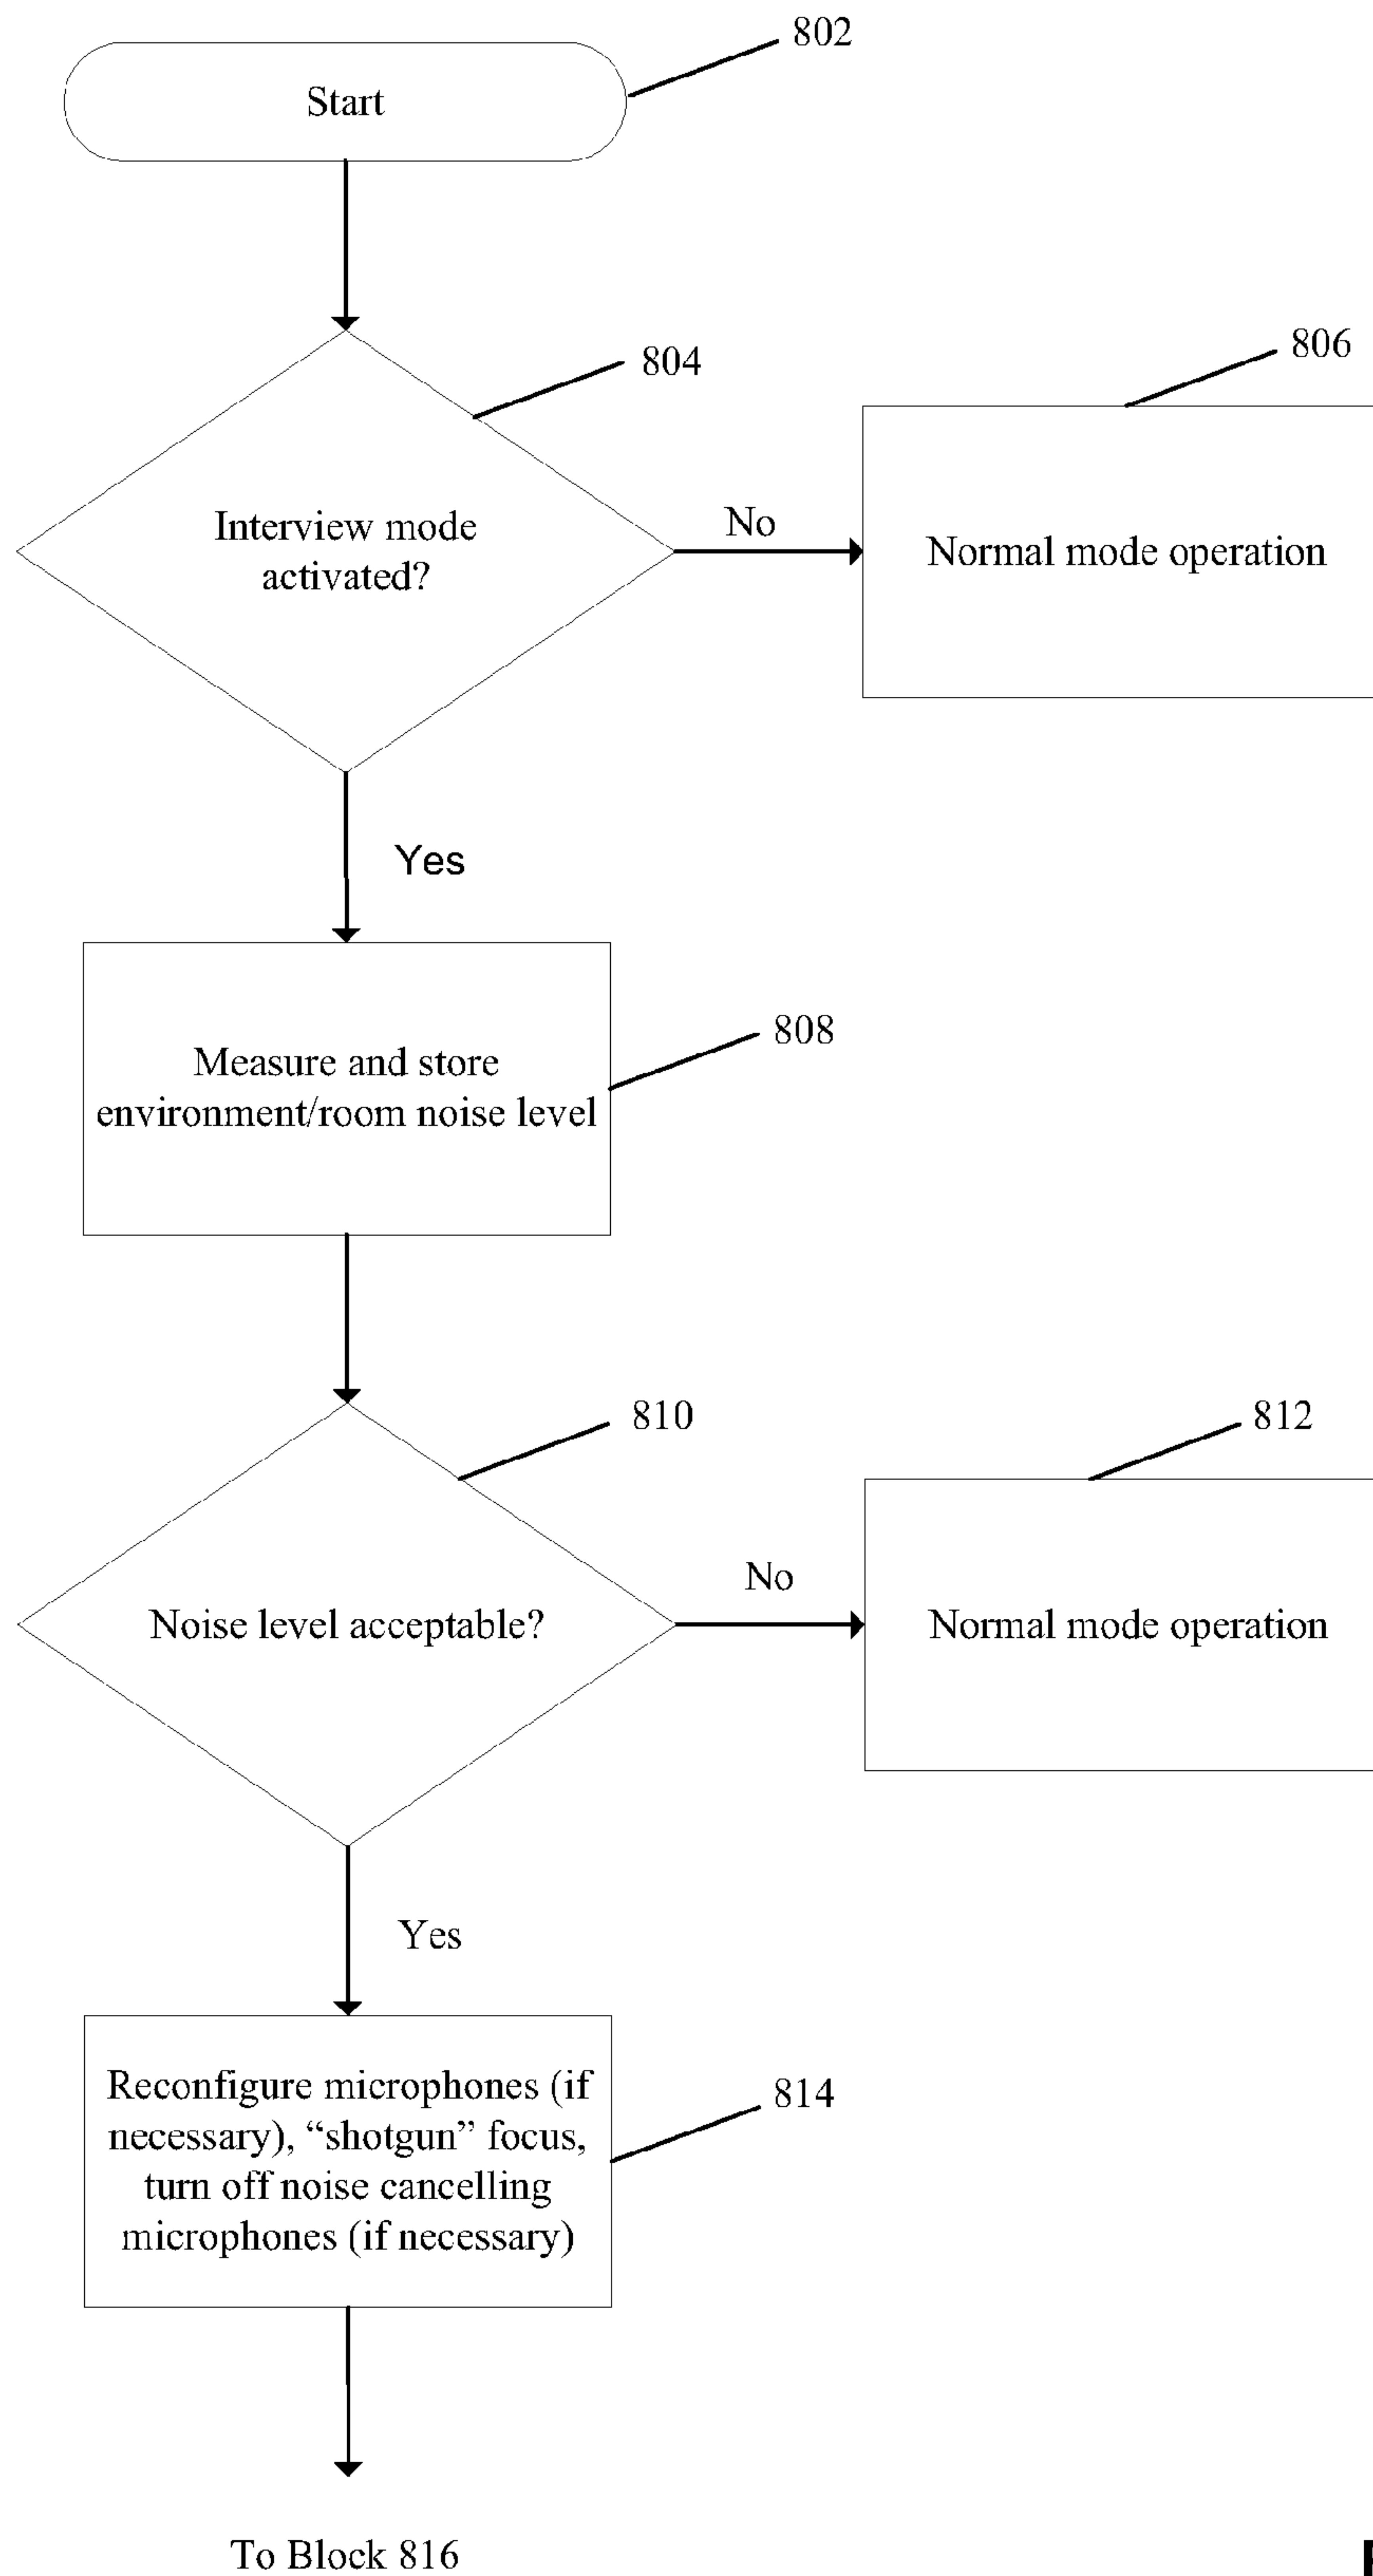 802
Start
804
806
Interview mode
activated?
No
Normal mode operation
Yes
808
Measure and store
environment/room noise level
810
812
Noise level acceptable?
No
Normal mode operation
Yes
814
Reconfigure microphones (if
necessary), “shotgun” focus,
turn off noise cancelling
microphones (if necessary)
To Block 816